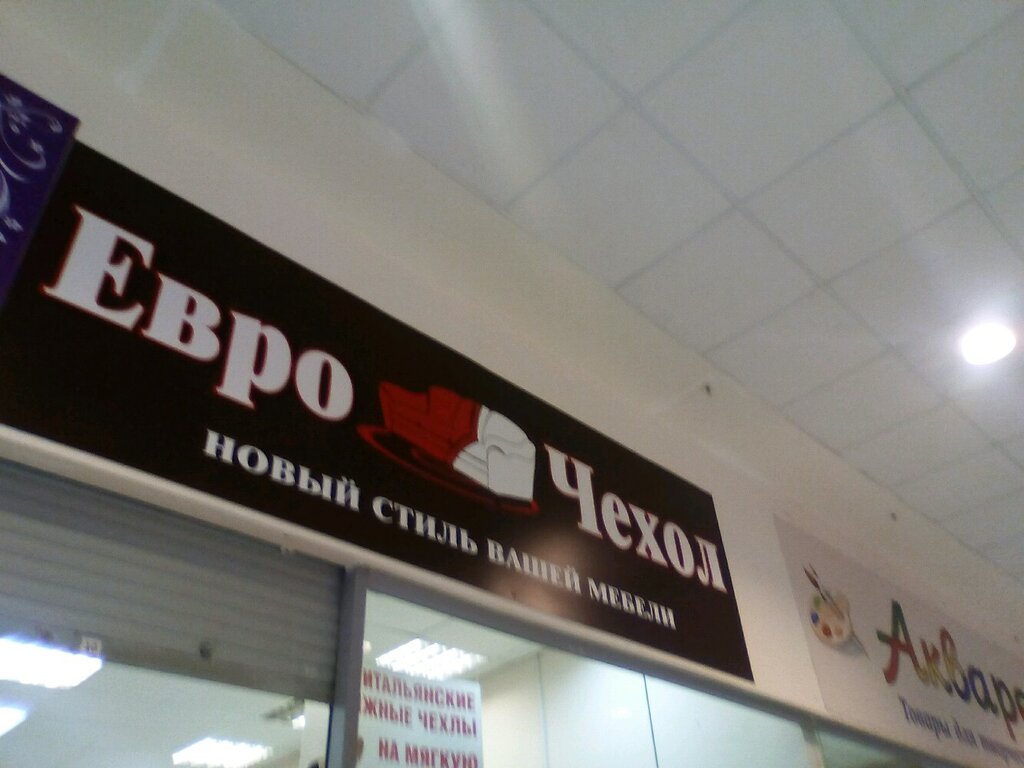 Евро Чехол
НОВЫЙ СТИЛЬ ВАШЕЙ МЕБЕЛИ
ИТАЛЬЯНСКИЕ
ЧЕХЛЫ
НА МЯГКУЮ
Товары для